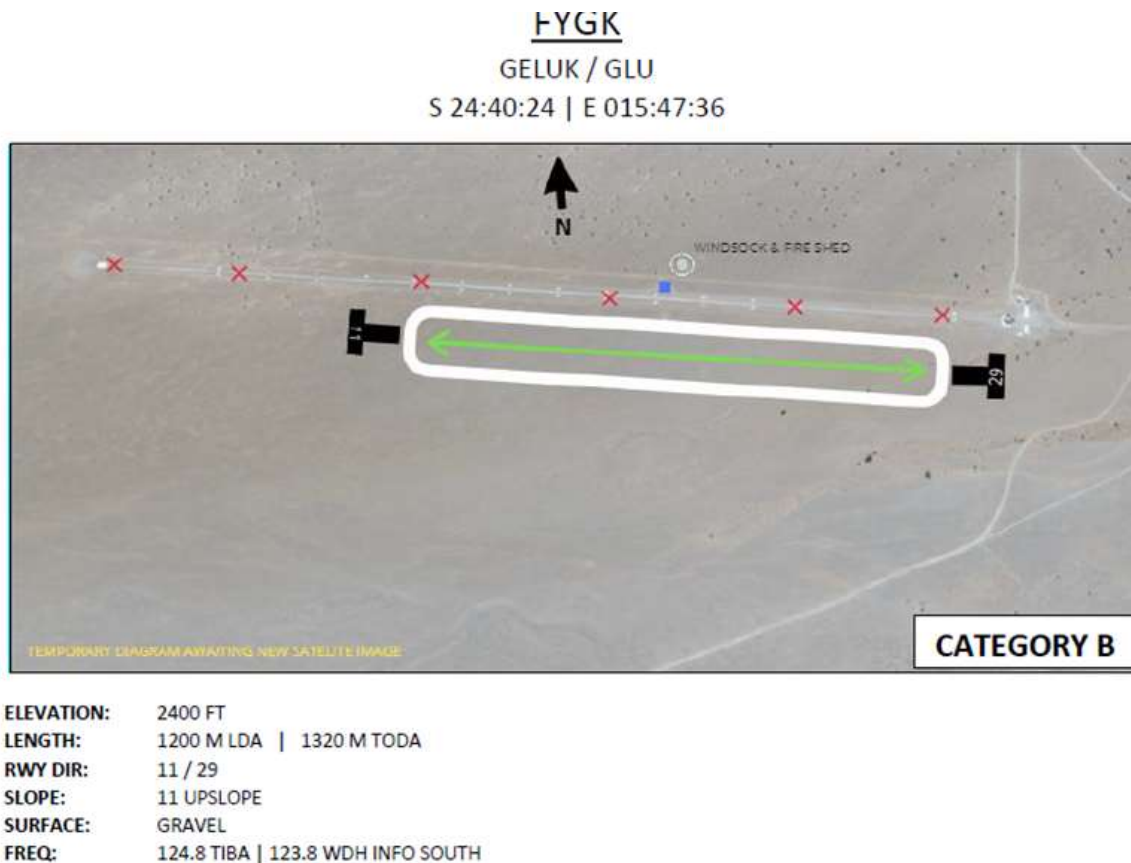 FYGK
GELUK / GLU
S 24:40:24 | E 015:47:36
N
WINDSOCK & FIRE SHED
11
29
TEMPORARY DIAGRAM AWAITING NEW SATELITE IMAGE
CATEGORY B
ELEVATION: 2400 FT
LENGTH: 1200 M LDA | 1320 M TODA
RWY DIR: 11 / 29
SLOPE: 11 UPSLOPE
SURFACE: GRAVEL
FREQ: 124.8 TIBA | 123.8 WDH INFO SOUTH